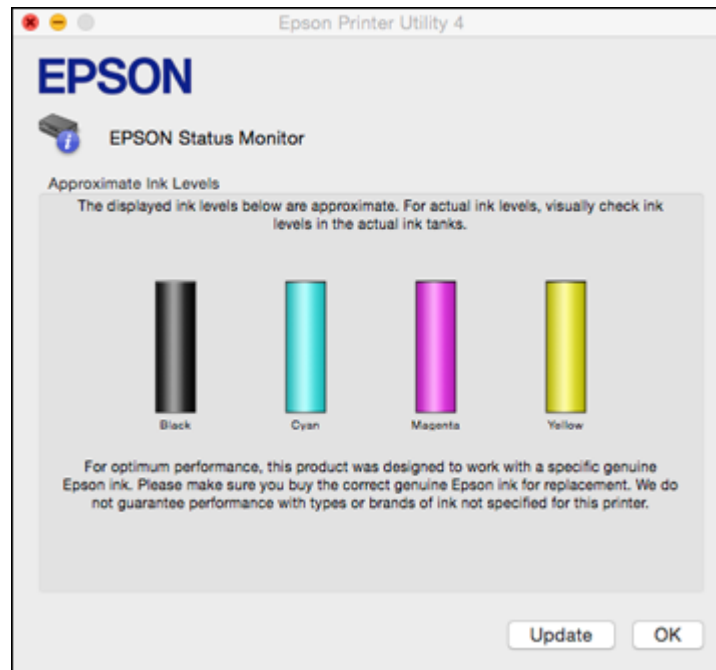 Epson Printer Utility 4
EPSON
EPSON Status Monitor
Approximate Ink Levels
The displayed ink levels below are approximate. For actual ink levels, visually check ink
levels in the actual ink tanks.
Black Cyan Magenta Yellow
For optimum performance, this product was designed to work with a specific genuine
Epson ink. Please make sure you buy the correct genuine Epson ink for replacement. We do
not guarantee performance with types or brands of ink not specified for this printer.
Update OK